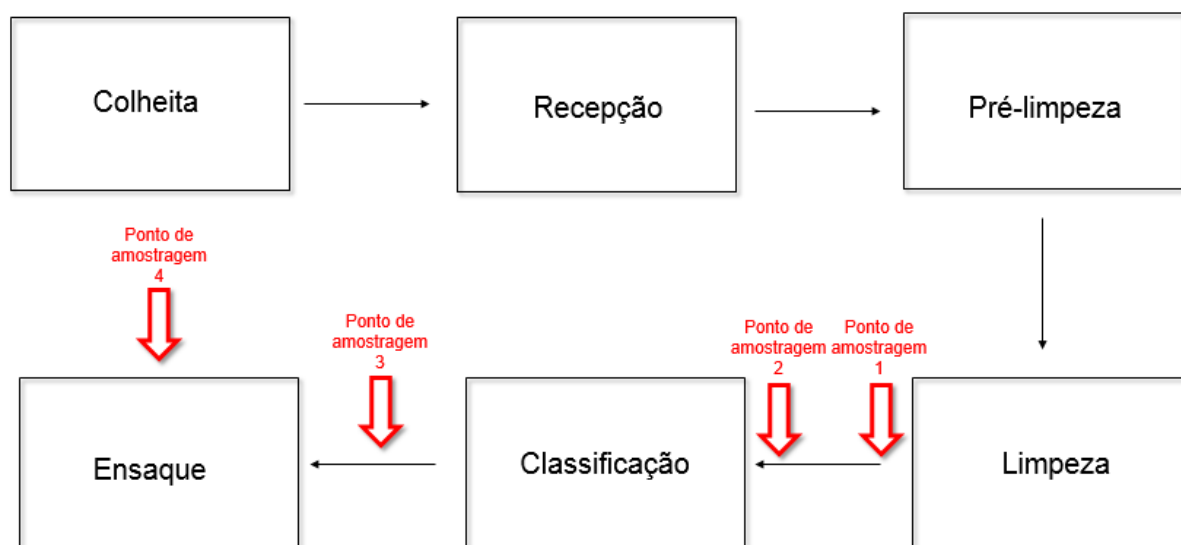 Colheita
Recepção
Pré-limpeza
Ponto de
amostragem
4
Ponto de
amostragem
3
Ponto de
amostragem
2
Ponto de
amostragem
1
Ensaque
Classificação
Limpeza